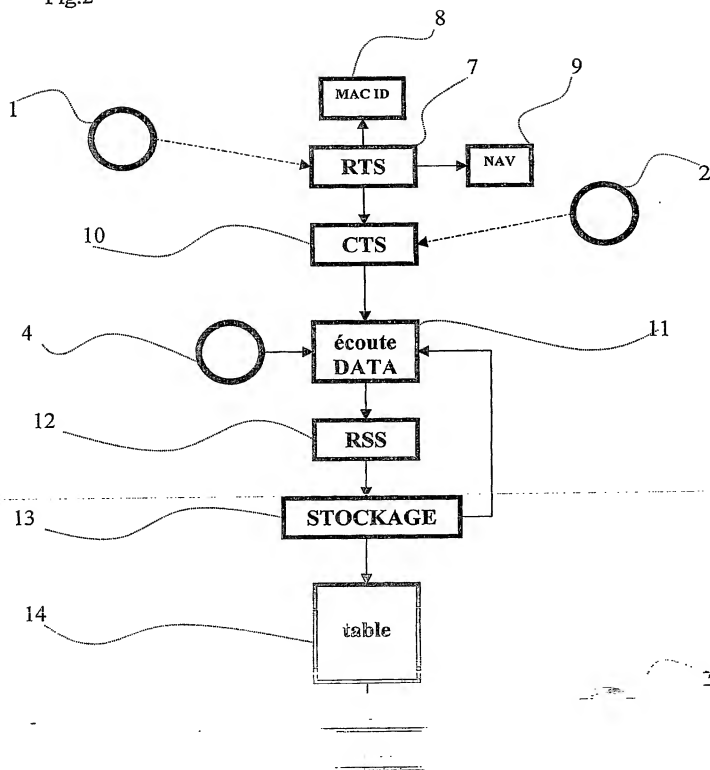 Fig.2
8
MAC ID
7
9
1
RTS
NAV
2
10
CTS
4
écoute
DATA
11
12
RSS
13
STOCKAGE
14
table